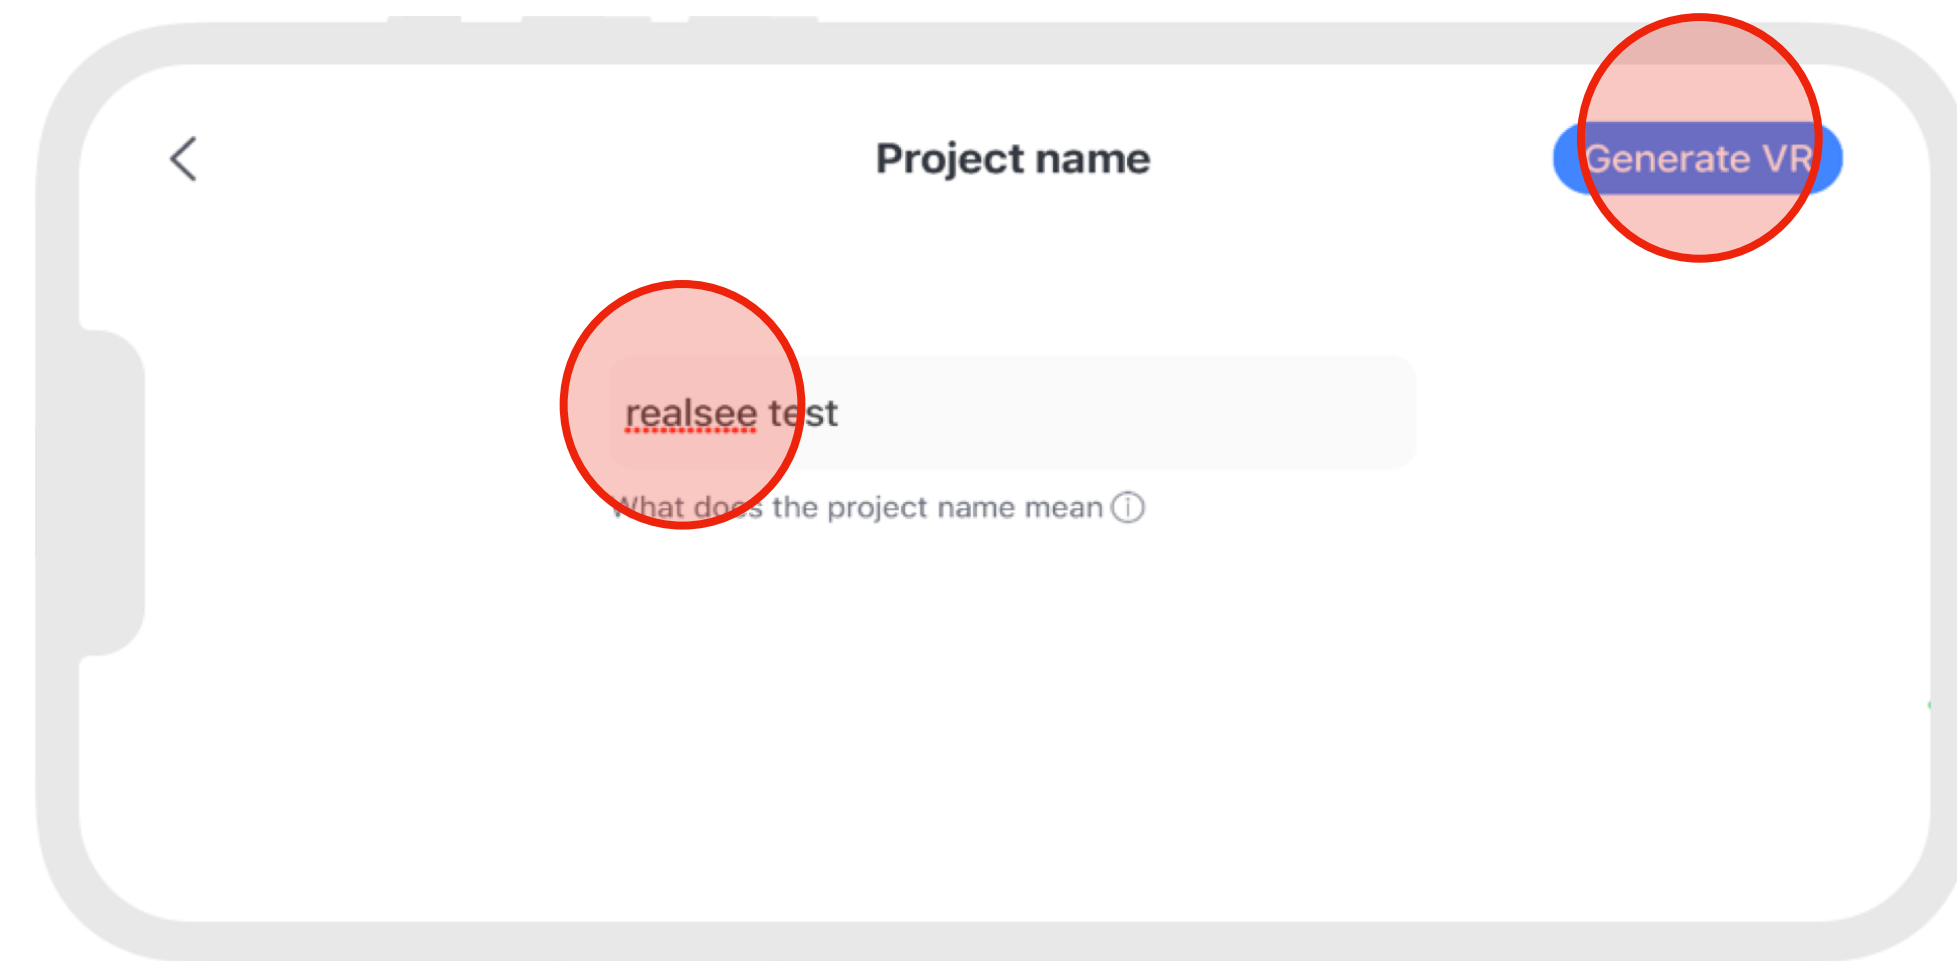 Project name
Generate VR
realsee test
What does the project name mean